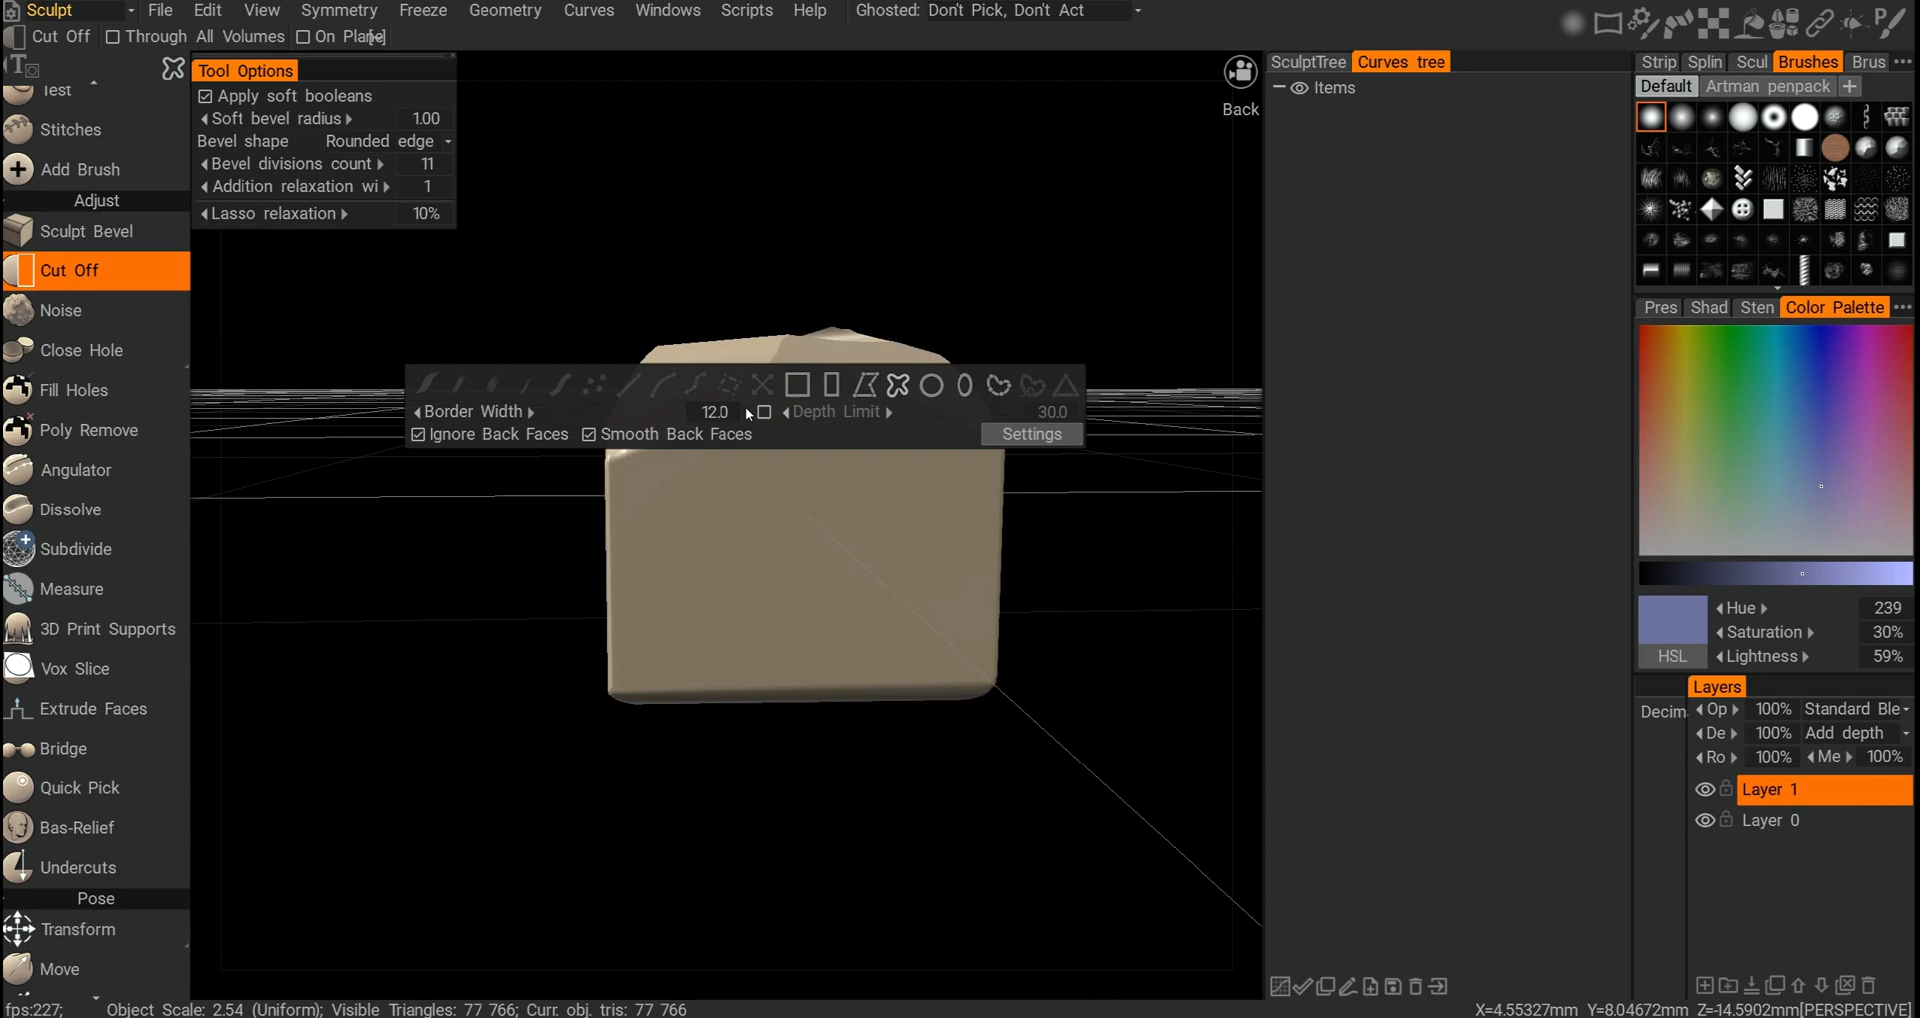 Sculpt File Edit View Symmetry Freeze Geometry Curves Windows Scripts Help Ghosted: Don't Pick, Don't Act
Cut Off Through All Volumes On Plane [↔]
T
Test
Stitches
Add Brush
Adjust
Sculpt Bevel
Cut Off
Noise
Close Hole
Fill Holes
Poly Remove
Angulator
Dissolve
Subdivide
Measure
3D Print Supports
Vox Slice
Extrude Faces
Bridge
Quick Pick
Bas-Relief
Undercuts
Pose
Transform
Move
Tool Options
Apply soft booleans
Soft bevel radius 1.00
Bevel shape Rounded edge
Bevel divisions count 11
Addition relaxation wi 1
Lasso relaxation 10%
Back
Border Width 12.0 Depth Limit 30.0
Ignore Back Faces Smooth Back Faces Settings
SculptTree Curves tree
Items
Strip Splin Scul Brushes Brus
Default Artman penpack +
Pres Shad Sten Color Palette
Hue 239
Saturation 30%
HSL Lightness 59%
Layers
Decim
Op 100% Standard Ble
De 100% Add depth
Ro 100% Me 100%
Layer 1
Layer 0
fps:227; Object Scale: 2.54 (Uniform); Visible Triangles: 77 766; Curr. obj. tris: 77 766
X=4.55327mm Y=8.04672mm Z=-14.5902mm[PERSPECTIVE]